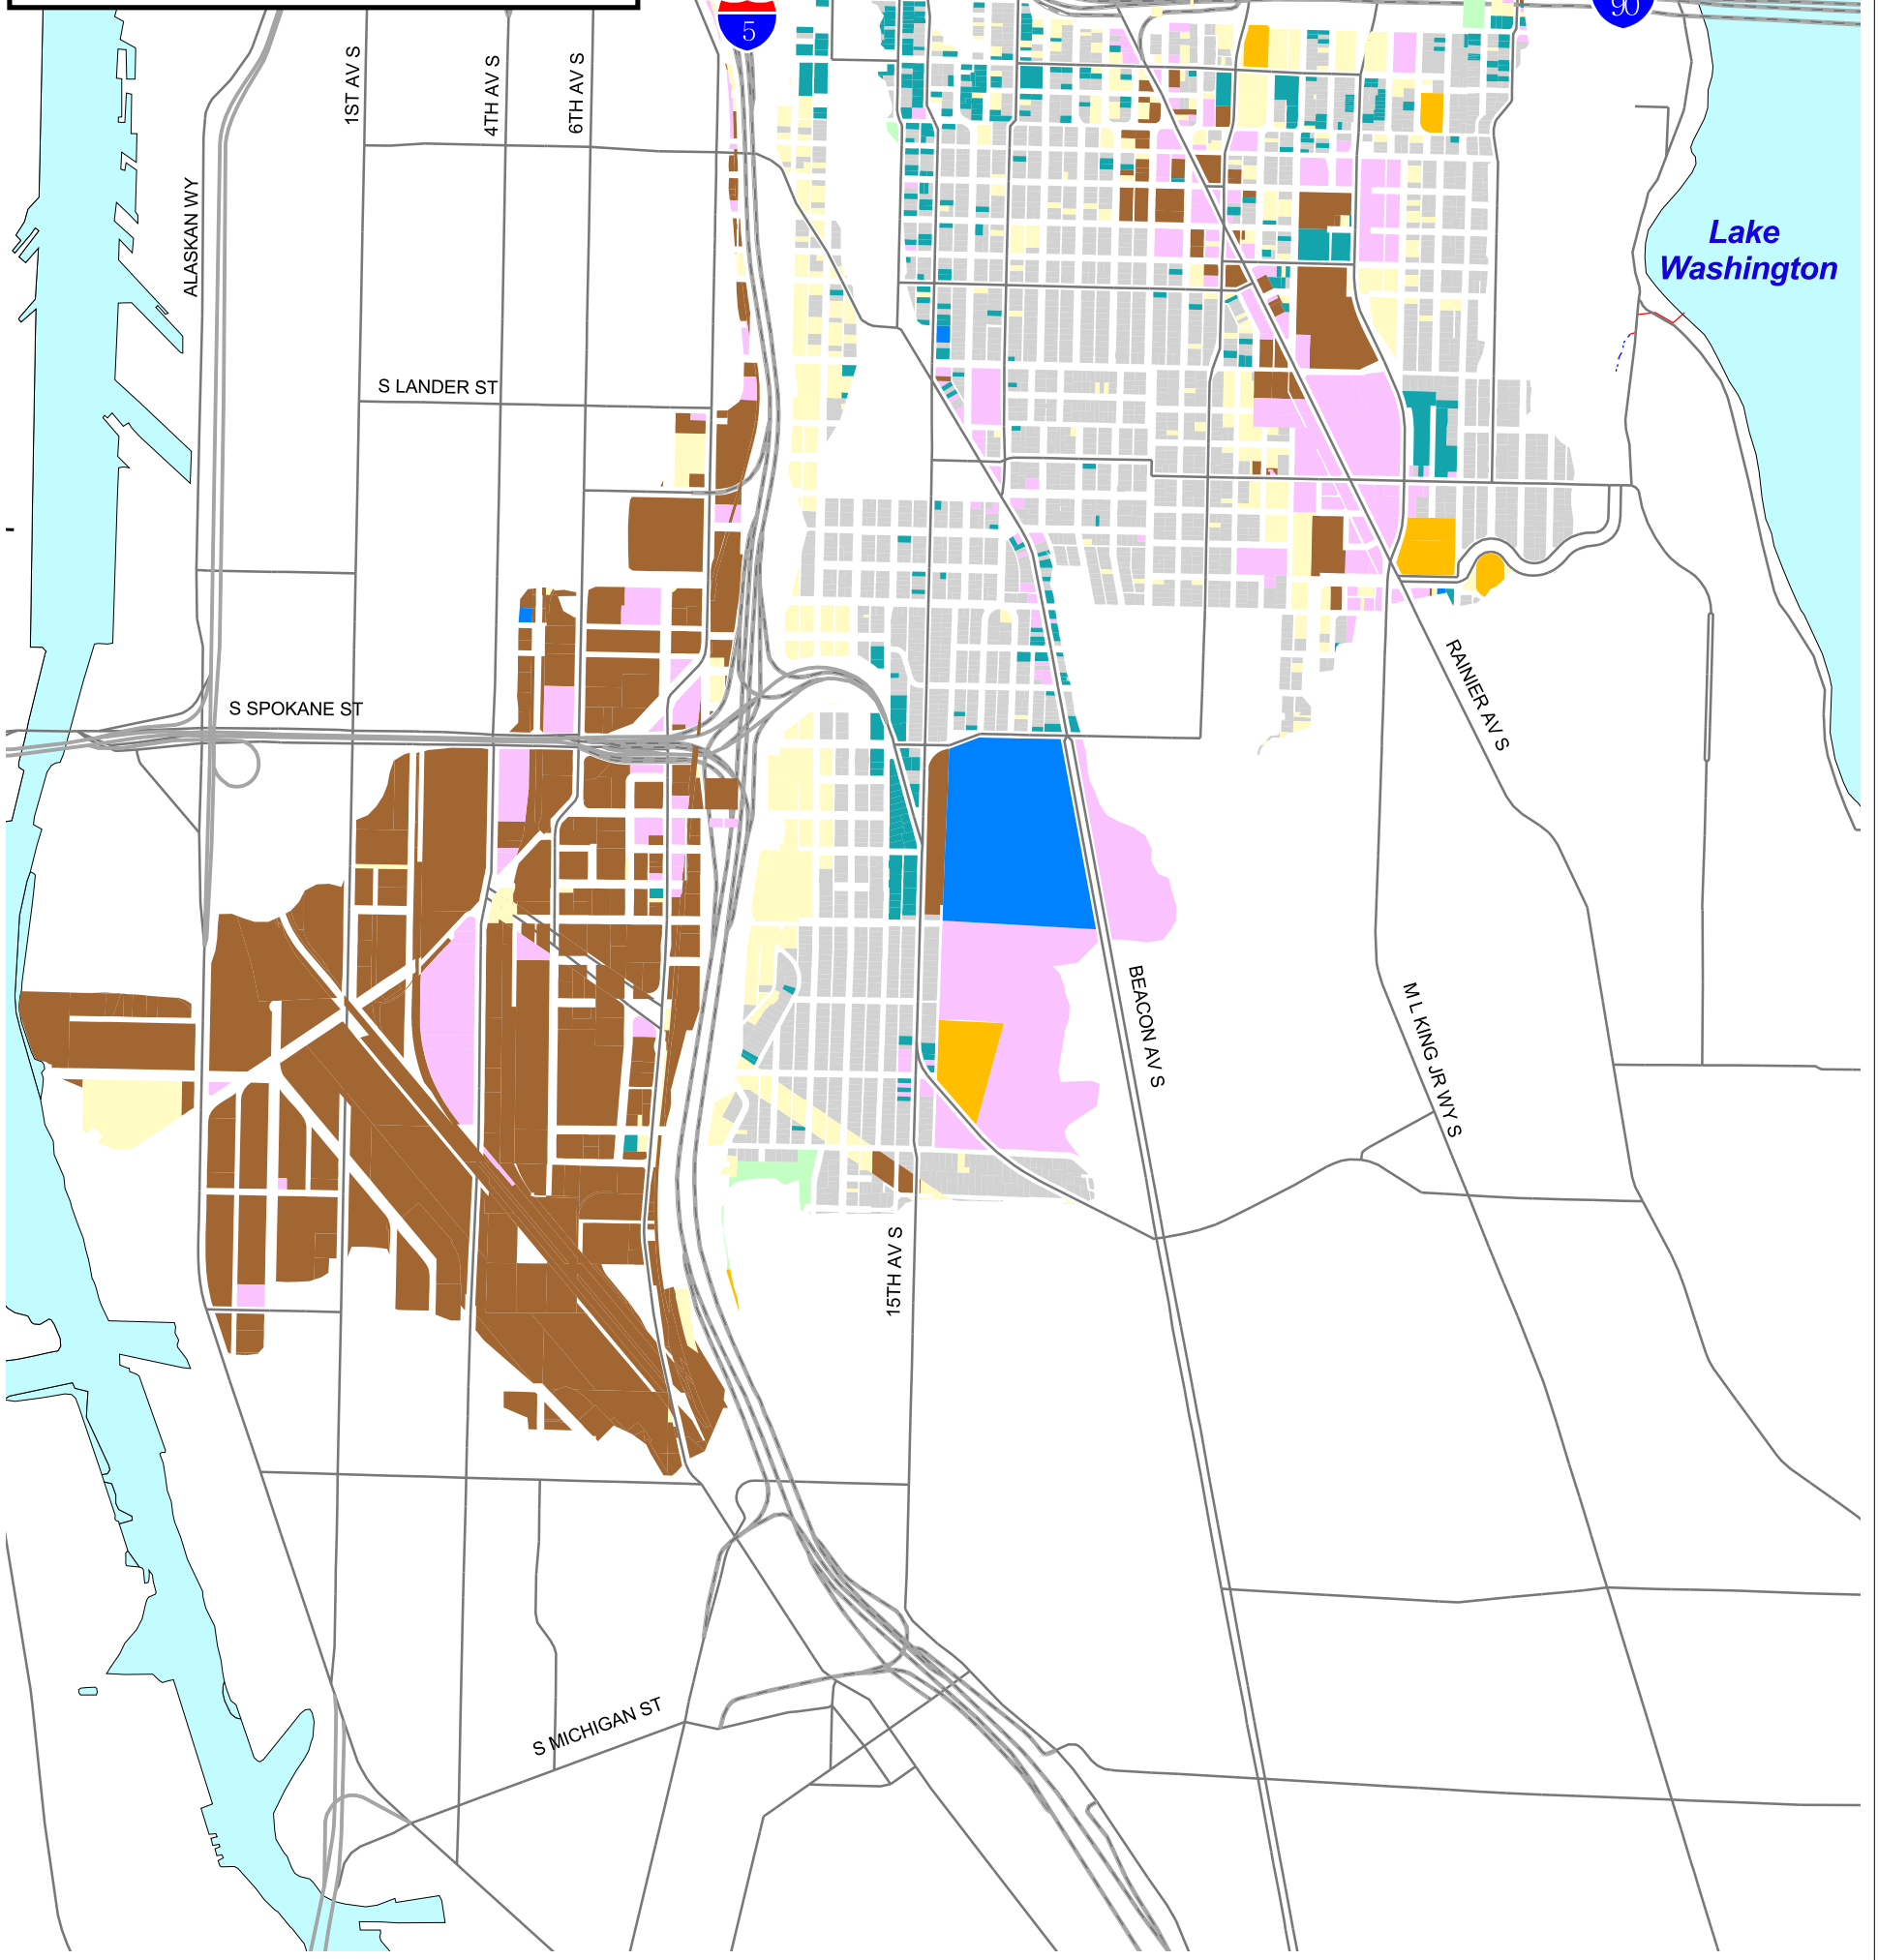 5
90
1ST AV S
4TH AV S
6TH AV S
ALASKAN WY
Lake
Washington
S LANDER ST
S SPOKANE ST
RAINIER AV S
BEACON AV S
M L KING JR WY S
15TH AV S
S MICHIGAN ST